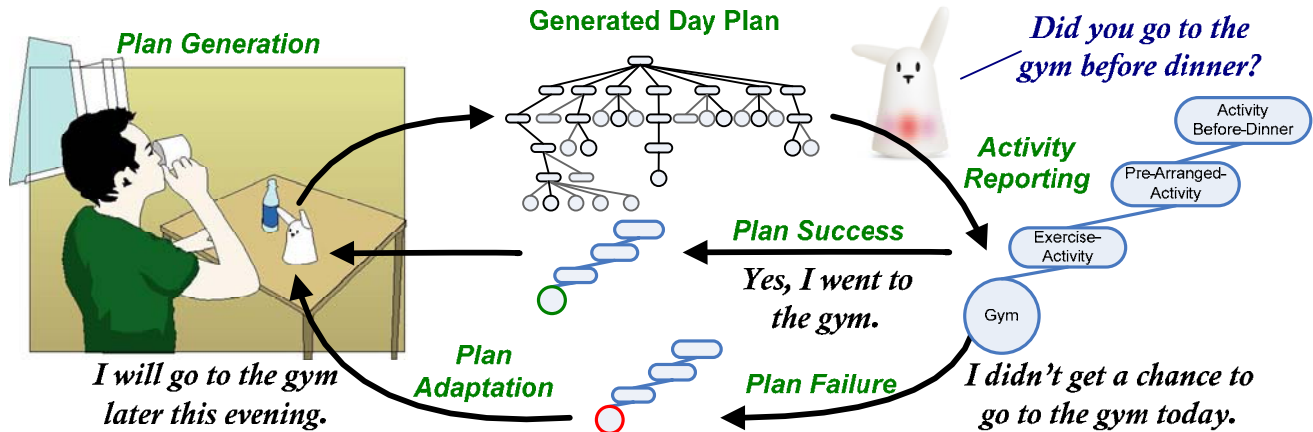 Plan Generation
Generated Day Plan
Did you go to the
gym before dinner?
Activity
Before-Dinner
Pre-Arranged-
Activity
Exercise-
Activity
Gym
Activity
Reporting
Plan Success
Yes, I went to
the gym.
Plan
Adaptation
Plan Failure
I will go to the gym
later this evening.
I didn't get a chance to
go to the gym today.